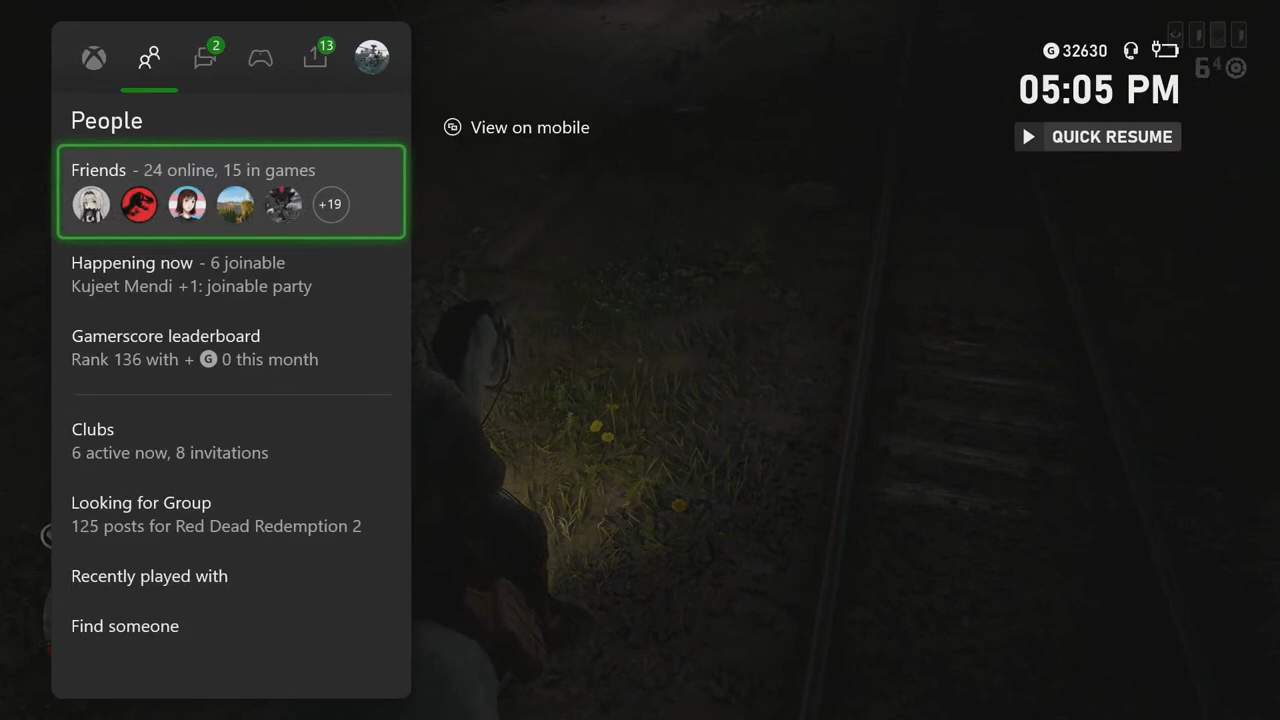 2
13
People
Friends - 24 online, 15 in games
+19
Happening now - 6 joinable
Kujeet Mendi +1: joinable party
Gamerscore leaderboard
Rank 136 with + G 0 this month
Clubs
6 active now, 8 invitations
Looking for Group
125 posts for Red Dead Redemption 2
Recently played with
Find someone
View on mobile
G 32630
05:05 PM
QUICK RESUME
6⁴